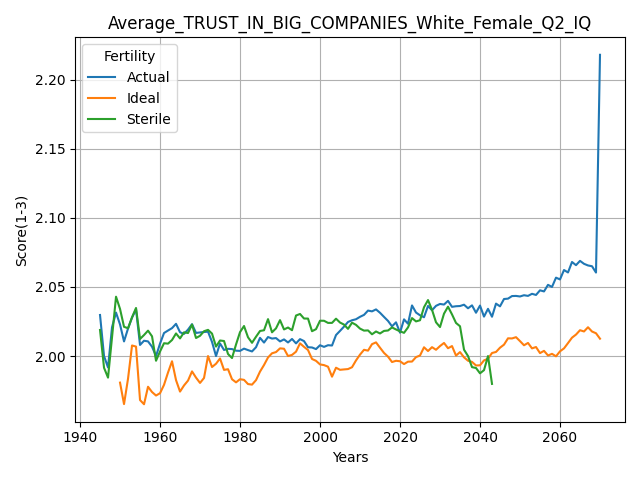 Average_TRUST_IN_BIG_COMPANIES_White_Female_Q2_IQ
Fertility
Actual
Ideal
Sterile
Score(1-3)
2.20
2.15
2.10
2.05
2.00
1940
1960
1980
2000
2020
2040
2060
Years